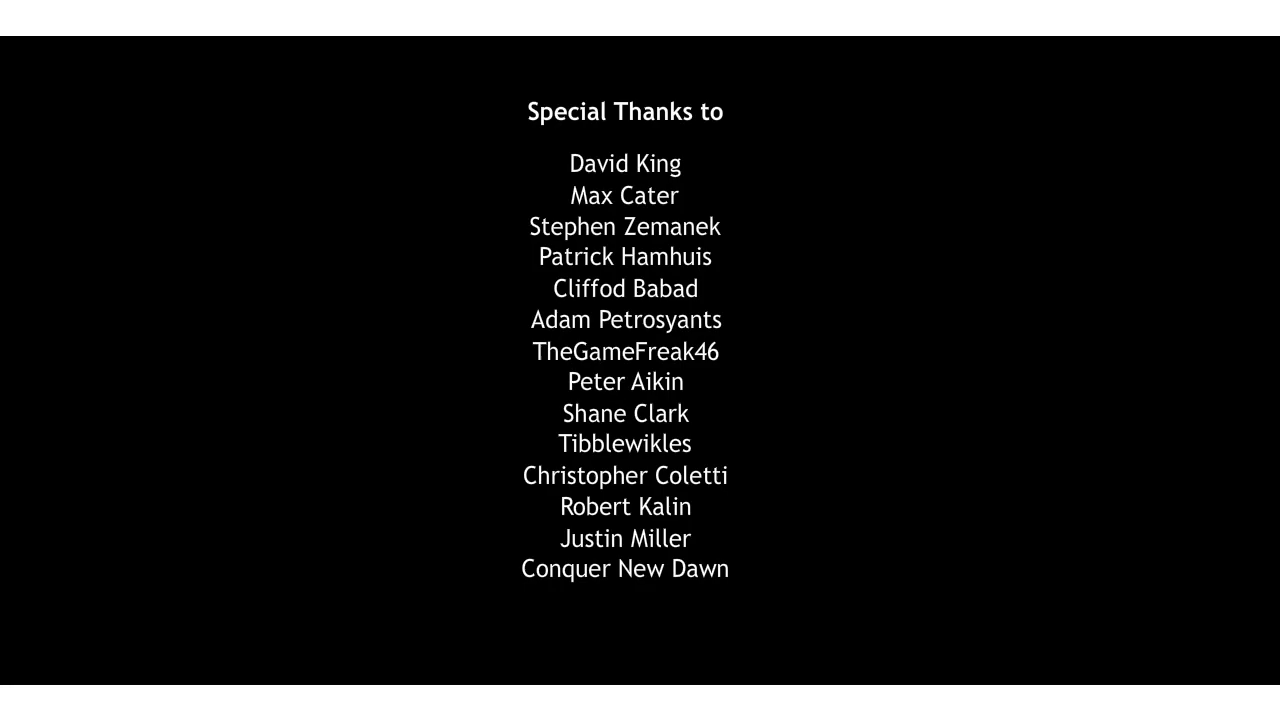 Special Thanks to
David King
Max Cater
Stephen Zemanek
Patrick Hamhuis
Cliffod Babad
Adam Petrosyants
TheGameFreak46
Peter Aikin
Shane Clark
Tibblewikles
Christopher Coletti
Robert Kalin
Justin Miller
Conquer New Dawn